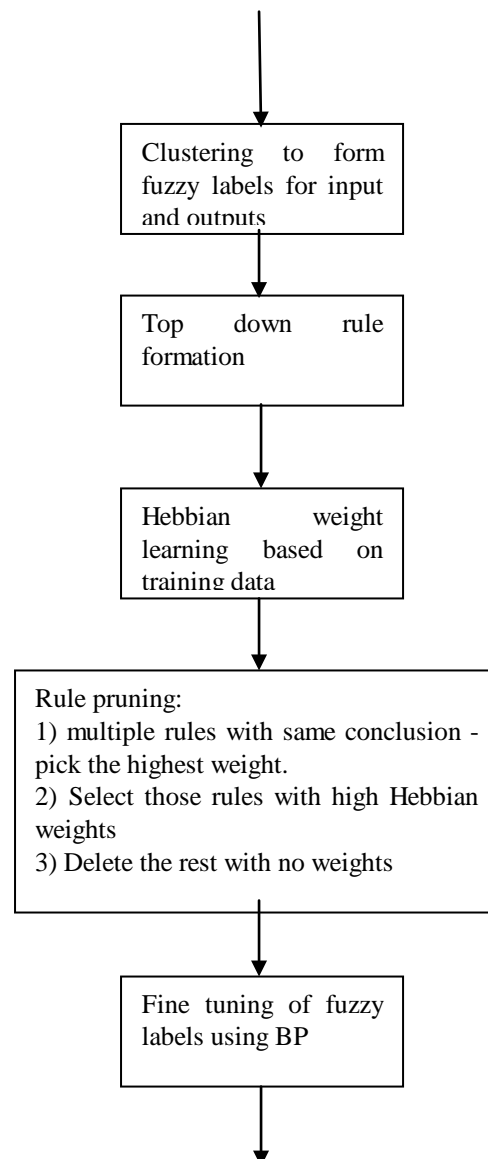 Clustering to form
fuzzy labels for input
and outputs
Top down rule
formation
Hebbian weight
learning based on
training data
Rule pruning:
1) multiple rules with same conclusion -
pick the highest weight.
2) Select those rules with high Hebbian
weights
3) Delete the rest with no weights
Fine tuning of fuzzy
labels using BP